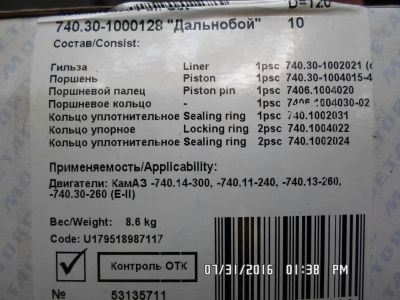 D=120
740.30-1000128 "Дальнобой" 10
Состав/Consist:
Гильза Liner 1psc 740.30-1002021 (
Поршень Piston 1psc 740.30-1004015-4
Поршневой палец Piston pin 1psc 7406.1004020
Поршневое кольцо - 1psc 7406.1004030-02
Кольцо уплотнительное Sealing ring 1psc 740.1002031
Кольцо упорное Locking ring 2psc 740.1004022
Кольцо уплотнительное Sealing ring 2psc 740.1002024
Применяемость/Applicability:
Двигатели: КамАЗ -740.14-300, -740.11-240, -740.13-260,
-740.30-260 (E-II)
Вес/Weight: 8.6 kg
Code: U179518987117
Контроль ОТК
07/31/2016 01:38 PM
№ 53135711